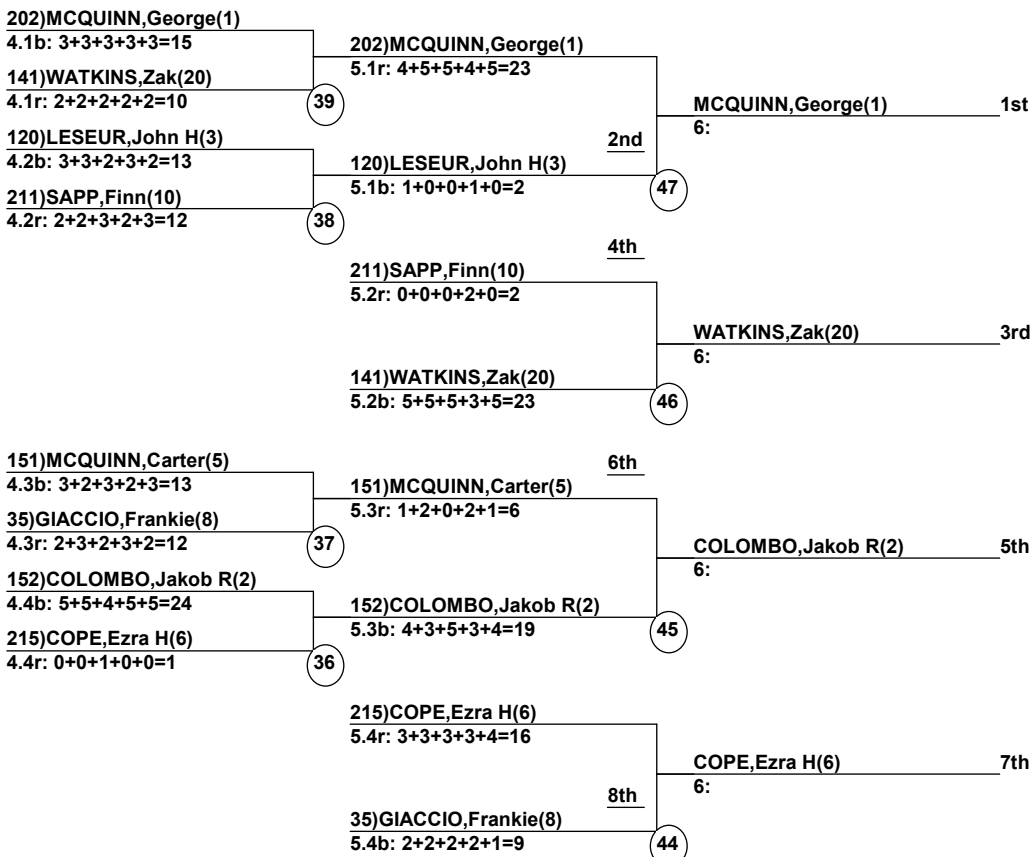 202)MCQUINN,George(1)
4.1b: 3+3+3+3+3=15
141)WATKINS,Zak(20)
4.1r: 2+2+2+2+2=10
39
120)LESEUR,John H(3)
4.2b: 3+3+2+3+2=13
211)SAPP,Finn(10)
4.2r: 2+2+3+2+3=12
38
202)MCQUINN,George(1)
5.1r: 4+5+5+4+5=23
2nd
120)LESEUR,John H(3)
5.1b: 1+0+0+1+0=2
47
MCQUINN,George(1) 1st
6:
4th
211)SAPP,Finn(10)
5.2r: 0+0+0+2+0=2
141)WATKINS,Zak(20)
5.2b: 5+5+5+3+5=23
46
WATKINS,Zak(20) 3rd
6:
151)MCQUINN,Carter(5)
4.3b: 3+2+3+2+3=13
35)GIACCIO,Frankie(8)
4.3r: 2+3+2+3+2=12
37
152)COLOMBO,Jakob R(2)
4.4b: 5+5+4+5+5=24
215)COPE,Ezra H(6)
4.4r: 0+0+1+0+0=1
36
6th
151)MCQUINN,Carter(5)
5.3r: 1+2+0+2+1=6
152)COLOMBO,Jakob R(2)
5.3b: 4+3+5+3+4=19
45
COLOMBO,Jakob R(2) 5th
6:
215)COPE,Ezra H(6)
5.4r: 3+3+3+3+4=16
8th
35)GIACCIO,Frankie(8)
5.4b: 2+2+2+2+1=9
44
COPE,Ezra H(6) 7th
6: